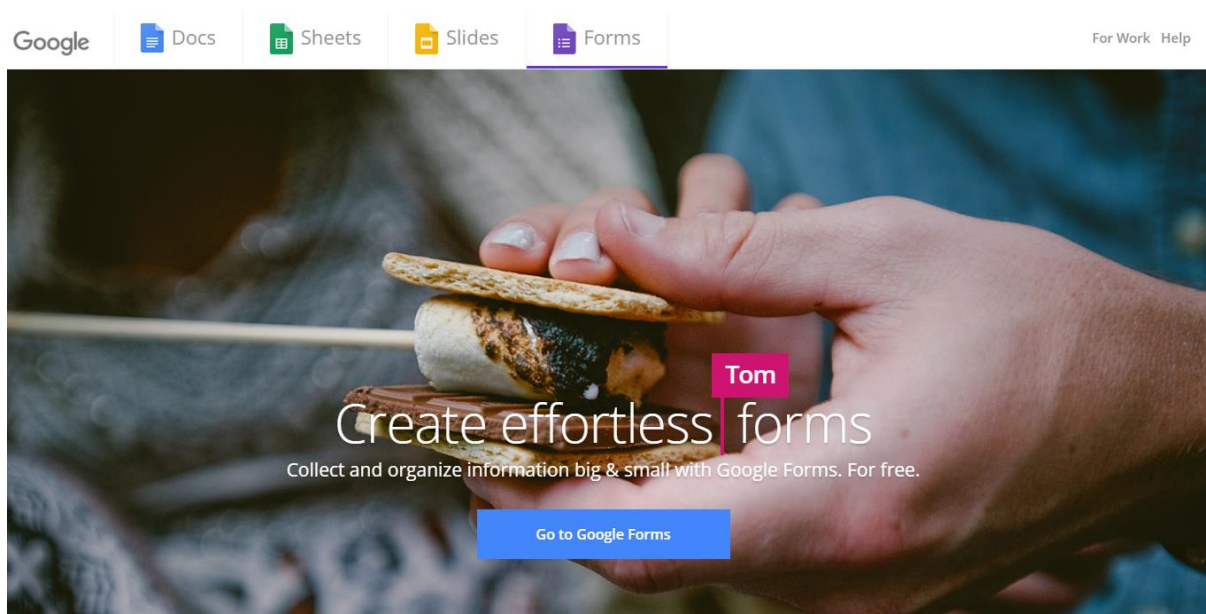 Google Docs Sheets Slides Forms For Work Help
Tom
Create effortless forms
Collect and organize information big & small with Google Forms. For free.
Go to Google Forms